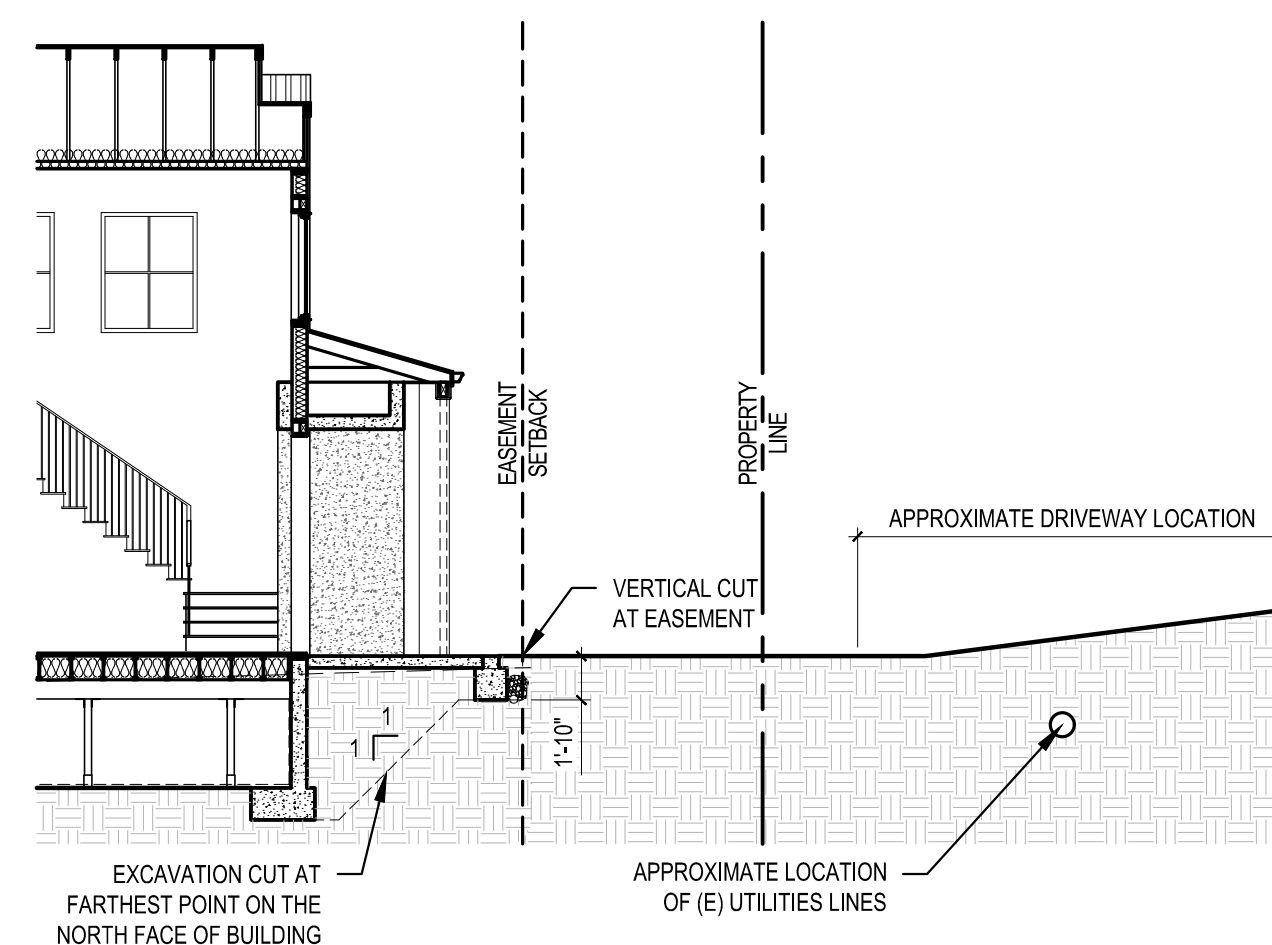 EASEMENT
SETBACK
PROPERTY
LINE
APPROXIMATE DRIVEWAY LOCATION
VERTICAL CUT
AT EASEMENT
1
1
1'-10"
EXCAVATION CUT AT
FARTHEST POINT ON THE
NORTH FACE OF BUILDING
APPROXIMATE LOCATION
OF (E) UTILITIES LINES